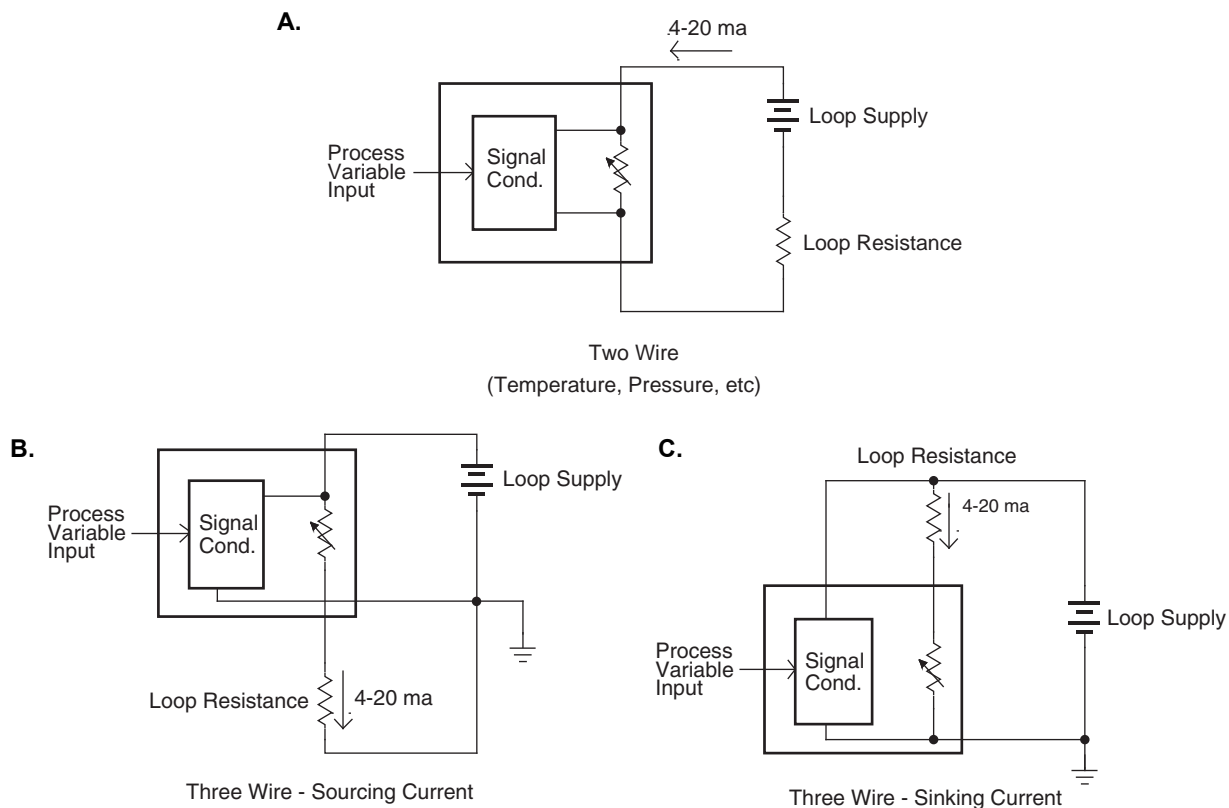 A.
4-20 ma
Loop Supply
Process
Variable
Input
Signal
Cond.
Loop Resistance
Two Wire
(Temperature, Pressure, etc)
B.
Loop Supply
Process
Variable
Input
Signal
Cond.
Loop Resistance
4-20 ma
Three Wire - Sourcing Current
C.
Loop Resistance
4-20 ma
Loop Supply
Process
Variable
Input
Signal
Cond.
Three Wire - Sinking Current